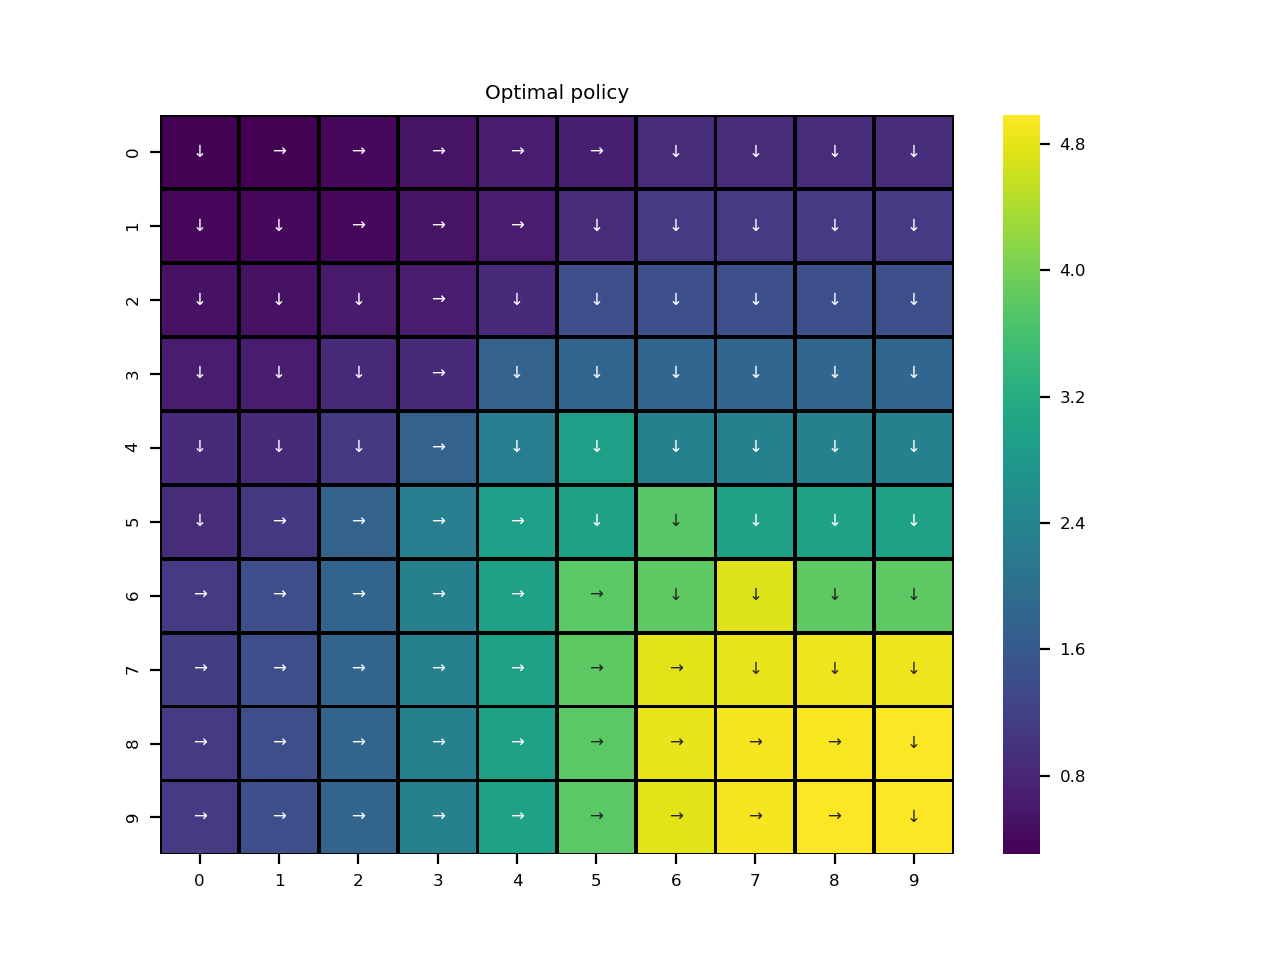 Optimal policy
0 ↓ → → → → → ↓ ↓ ↓ ↓
1 ↓ ↓ → → → ↓ ↓ ↓ ↓ ↓
2 ↓ ↓ ↓ → ↓ ↓ ↓ ↓ ↓ ↓
3 ↓ ↓ ↓ → ↓ ↓ ↓ ↓ ↓ ↓
4 ↓ ↓ ↓ → ↓ ↓ ↓ ↓ ↓ ↓
5 ↓ → → → → ↓ ↓ ↓ ↓ ↓
6 → → → → → → ↓ ↓ ↓ ↓
7 → → → → → → → ↓ ↓ ↓
8 → → → → → → → → → ↓
9 → → → → → → → → → ↓
0 1 2 3 4 5 6 7 8 9
4.8
4.0
3.2
2.4
1.6
0.8